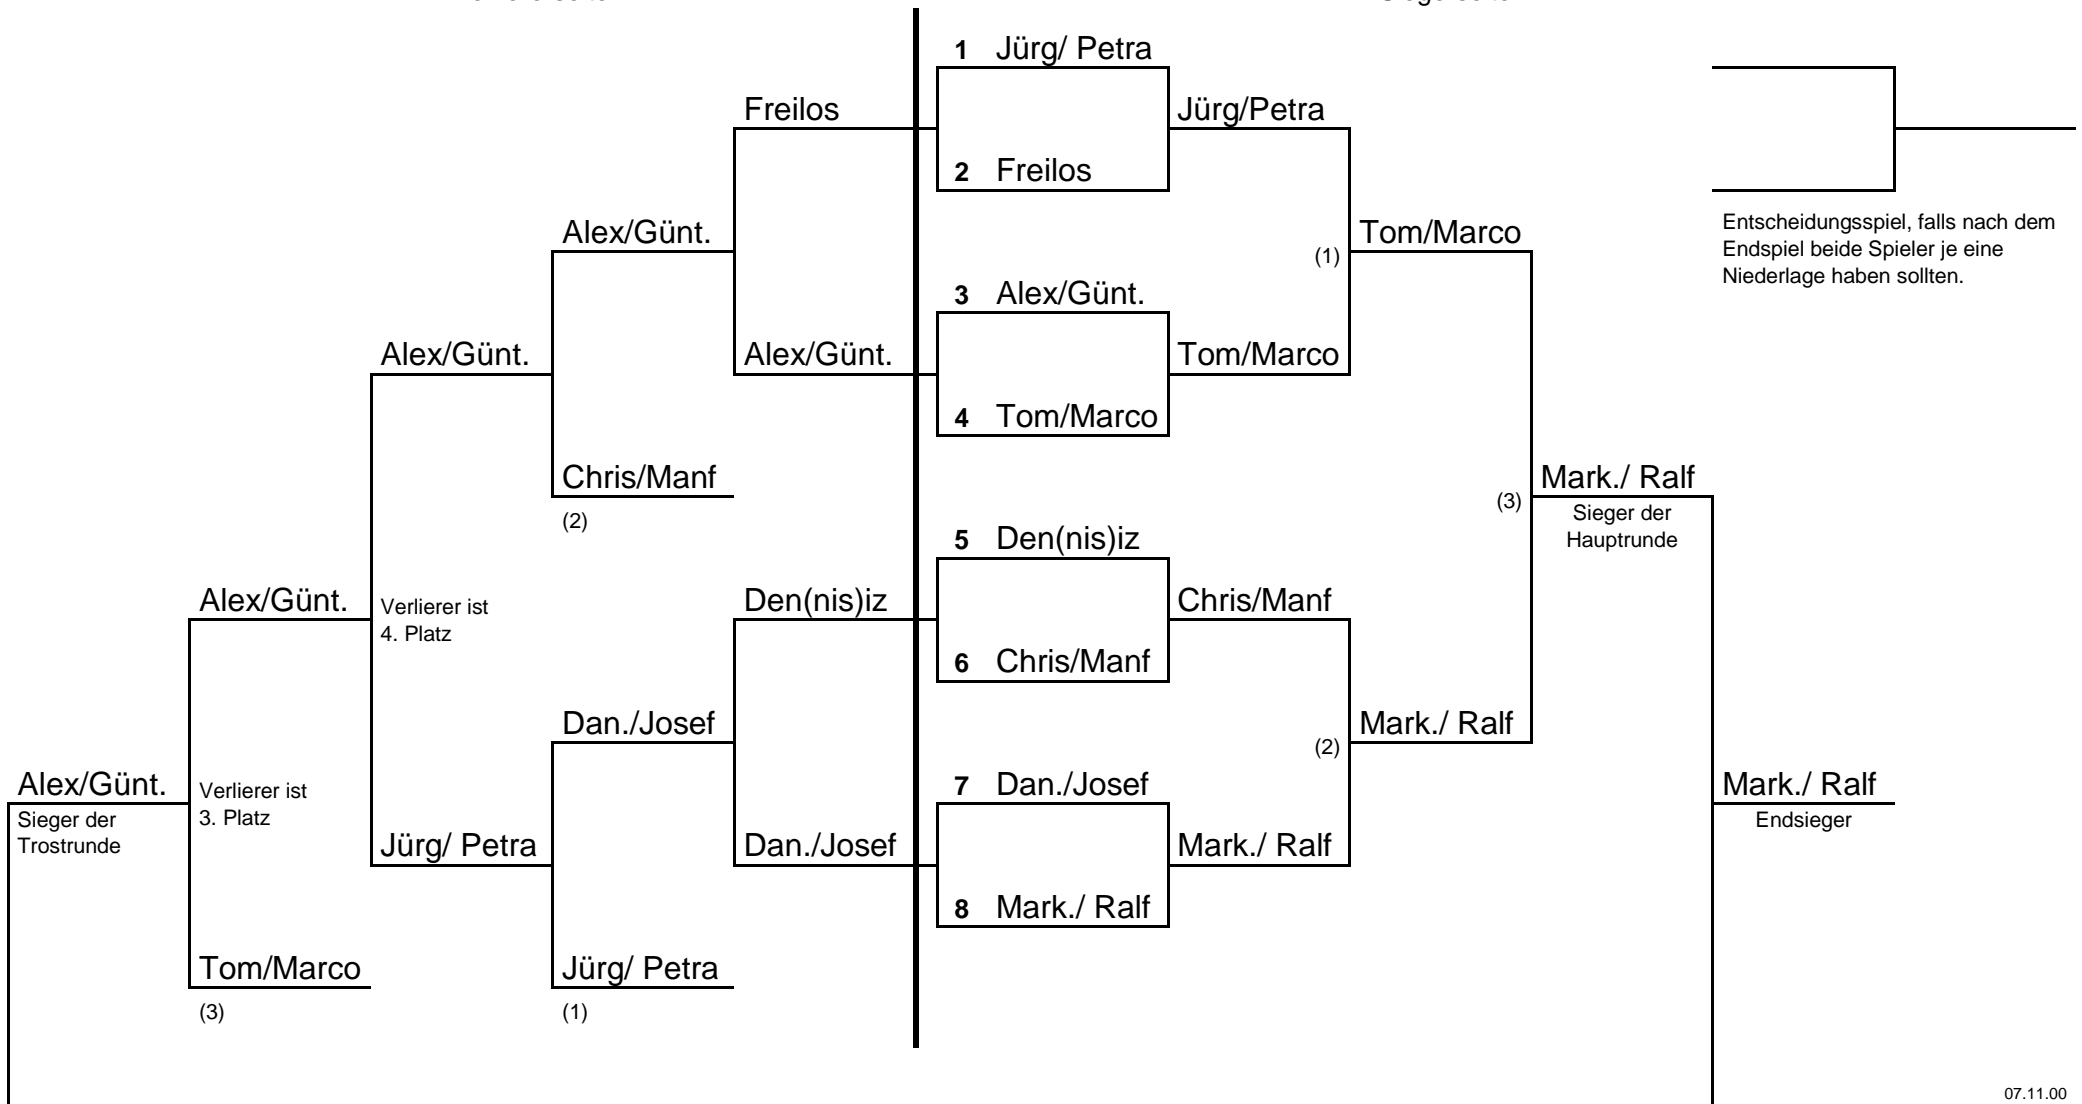 1 Jürg/ Petra
Freilos
Jürg/Petra
2 Freilos
Alex/Günt.
Tom/Marco
Entscheidungsspiel, falls nach dem
Endspiel beide Spieler je eine
Niederlage haben sollten.
(1)
3 Alex/Günt.
Alex/Günt.
Alex/Günt.
Tom/Marco
4 Tom/Marco
Chris/Manf
(2)
Mark./ Ralf
(3)
Sieger der
Hauptrunde
5 Den(nis)iz
Alex/Günt.
Verlierer ist
4. Platz
Den(nis)iz
Chris/Manf
6 Chris/Manf
Dan./Josef
Mark./ Ralf
(2)
Alex/Günt.
Sieger der
Trostrunde
Verlierer ist
3. Platz
7 Dan./Josef
Mark./ Ralf
Endsieger
Jürg/ Petra
Dan./Josef
Mark./ Ralf
8 Mark./ Ralf
Tom/Marco
(3)
Jürg/ Petra
(1)
07.11.00